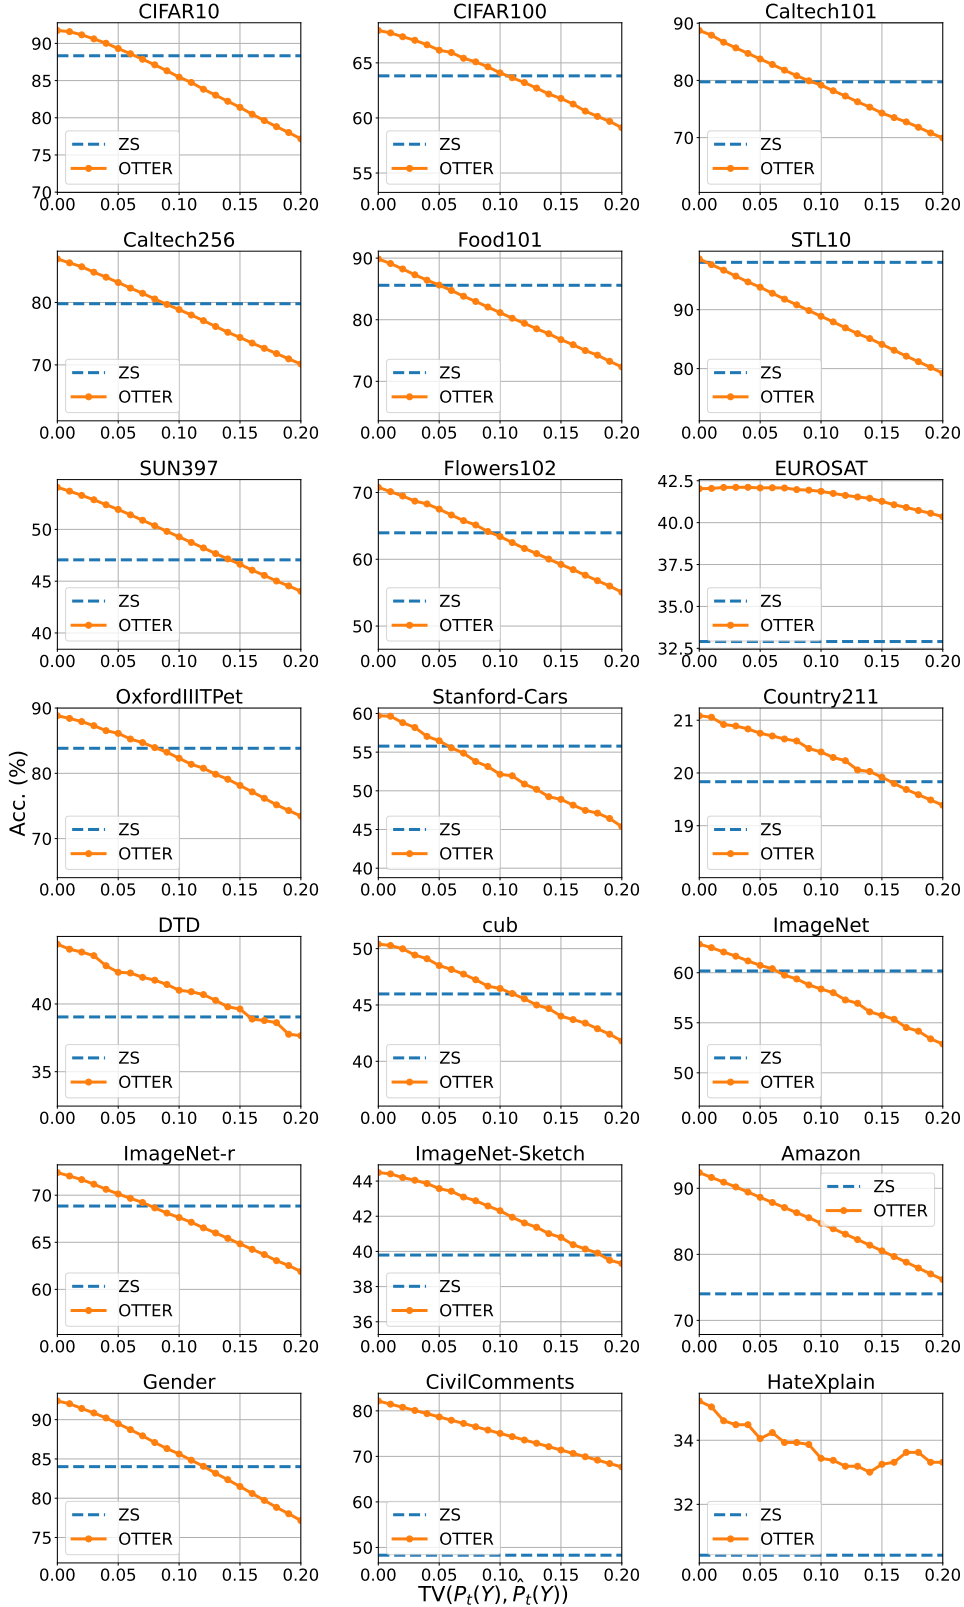 CIFAR10
90
85
80
75
70
0.00 0.05 0.10 0.15 0.20
ZS
OTTER
CIFAR100
65
60
55
0.00 0.05 0.10 0.15 0.20
ZS
OTTER
Caltech101
90
80
70
0.00 0.05 0.10 0.15 0.20
ZS
OTTER
Caltech256
80
70
0.00 0.05 0.10 0.15 0.20
ZS
OTTER
Food101
90
80
70
0.00 0.05 0.10 0.15 0.20
ZS
OTTER
STL10
90
80
0.00 0.05 0.10 0.15 0.20
ZS
OTTER
SUN397
50
45
40
0.00 0.05 0.10 0.15 0.20
ZS
OTTER
Flowers102
70
60
50
0.00 0.05 0.10 0.15 0.20
ZS
OTTER
EUROSAT
42.5
40.0
37.5
35.0
32.5
0.00 0.05 0.10 0.15 0.20
ZS
OTTER
Acc. (%)
OxfordIIITPet
90
80
70
0.00 0.05 0.10 0.15 0.20
ZS
OTTER
Stanford-Cars
60
55
50
45
40
0.00 0.05 0.10 0.15 0.20
ZS
OTTER
Country211
21
20
19
0.00 0.05 0.10 0.15 0.20
ZS
OTTER
DTD
40
35
0.00 0.05 0.10 0.15 0.20
ZS
OTTER
cub
50
45
40
0.00 0.05 0.10 0.15 0.20
ZS
OTTER
ImageNet
60
55
50
0.00 0.05 0.10 0.15 0.20
ZS
OTTER
ImageNet-r
70
65
60
0.00 0.05 0.10 0.15 0.20
ZS
OTTER
ImageNet-Sketch
44
42
40
38
36
0.00 0.05 0.10 0.15 0.20
ZS
OTTER
Amazon
90
80
70
0.00 0.05 0.10 0.15 0.20
ZS
OTTER
Gender
90
85
80
75
0.00 0.05 0.10 0.15 0.20
ZS
OTTER
CivilComments
80
70
60
50
0.00 0.05 0.10 0.15 0.20
ZS
OTTER
HateXplain
34
32
0.00 0.05 0.10 0.15 0.20
ZS
OTTER
TV(P_t(Y), P̂_t(Y))